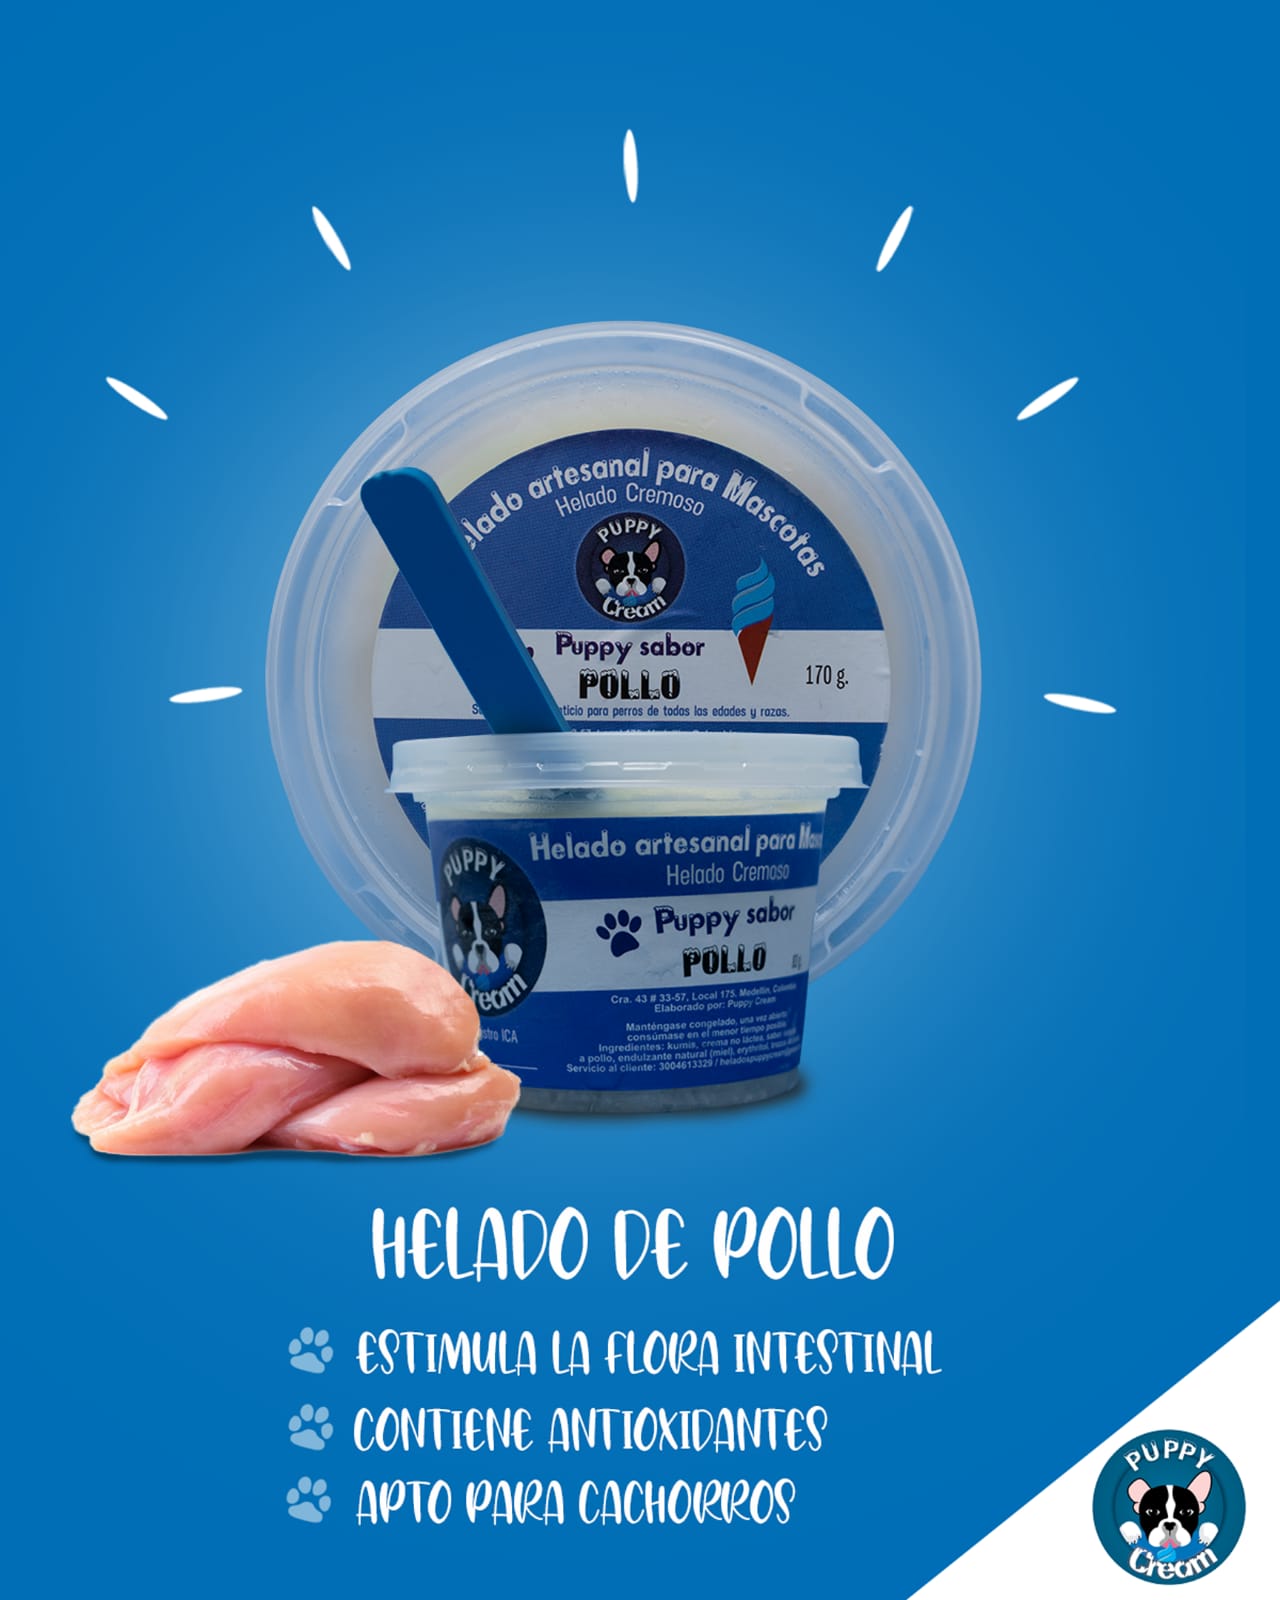 elado artesanal para Mascotas
Helado Cremoso
PUPPY
Cream
Puppy sabor
POLLO
170 g.
ticio para perros de todas las edades y razas.
Helado artesanal para
Helado Cremoso
PUPPY
Cream
Puppy sabor
POLLO
Cra. 43 # 33-57, Local 175, Medellín, Colombia
Elaborado por: Puppy Cream
ICA
Manténgase congelado, una vez abierto
consúmase en el menor tiempo posible
Ingredientes: kumis, crema no láctea, sabor
a pollo, endulzante natural (miel), erythritol,
Servicio al cliente: 3004613329 /
HELADO DE POLLO
ESTIMULA LA FLORA INTESTINAL
CONTIENE ANTIOXIDANTES
APTO PARA CACHORROS
PUPPY
Cream